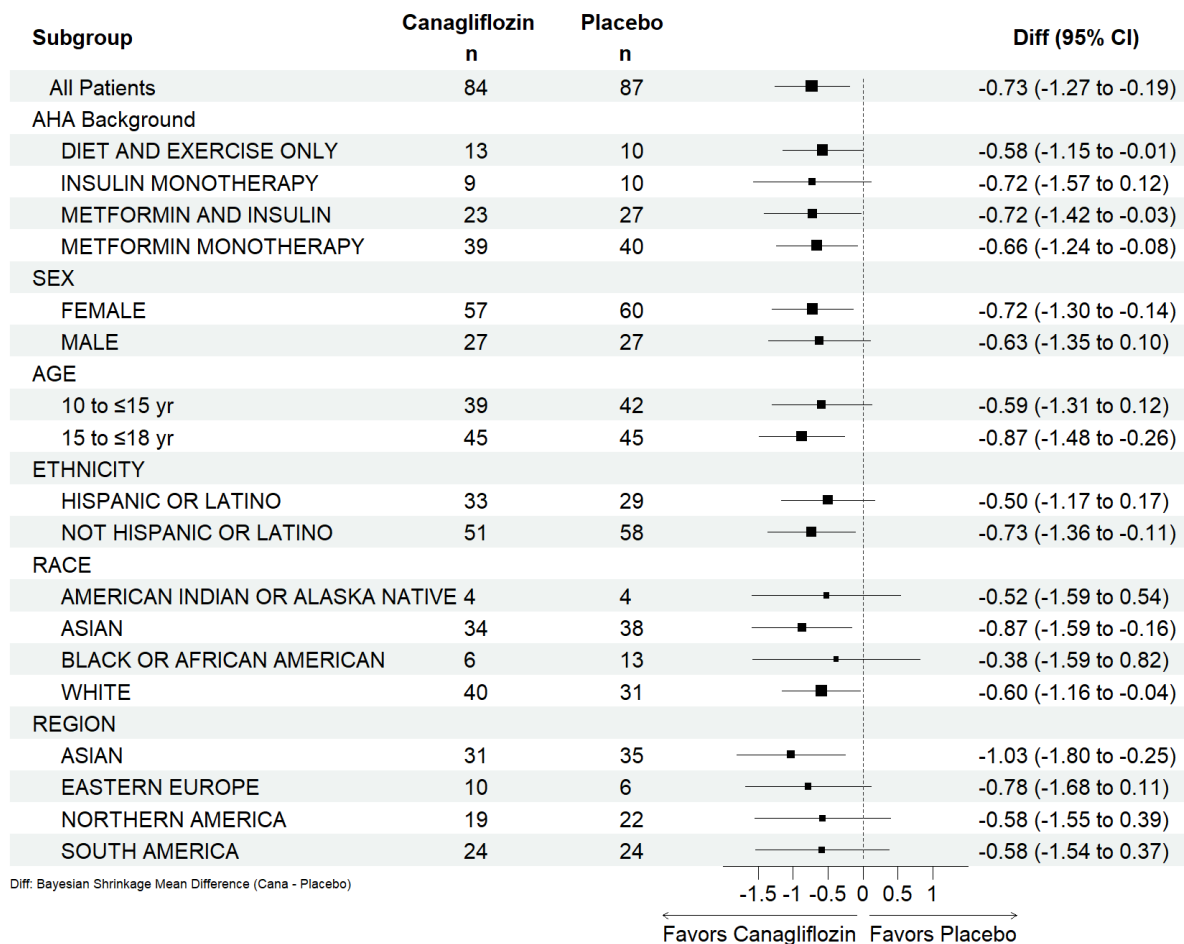 Subgroup Canagliflozin n Placebo n Diff (95% CI)
All Patients 84 87 -0.73 (-1.27 to -0.19)
AHA Background
DIET AND EXERCISE ONLY 13 10 -0.58 (-1.15 to -0.01)
INSULIN MONOTHERAPY 9 10 -0.72 (-1.57 to 0.12)
METFORMIN AND INSULIN 23 27 -0.72 (-1.42 to -0.03)
METFORMIN MONOTHERAPY 39 40 -0.66 (-1.24 to -0.08)
SEX
FEMALE 57 60 -0.72 (-1.30 to -0.14)
MALE 27 27 -0.63 (-1.35 to 0.10)
AGE
10 to ≤15 yr 39 42 -0.59 (-1.31 to 0.12)
15 to ≤18 yr 45 45 -0.87 (-1.48 to -0.26)
ETHNICITY
HISPANIC OR LATINO 33 29 -0.50 (-1.17 to 0.17)
NOT HISPANIC OR LATINO 51 58 -0.73 (-1.36 to -0.11)
RACE
AMERICAN INDIAN OR ALASKA NATIVE 4 4 -0.52 (-1.59 to 0.54)
ASIAN 34 38 -0.87 (-1.59 to -0.16)
BLACK OR AFRICAN AMERICAN 6 13 -0.38 (-1.59 to 0.82)
WHITE 40 31 -0.60 (-1.16 to -0.04)
REGION
ASIAN 31 35 -1.03 (-1.80 to -0.25)
EASTERN EUROPE 10 6 -0.78 (-1.68 to 0.11)
NORTHERN AMERICA 19 22 -0.58 (-1.55 to 0.39)
SOUTH AMERICA 24 24 -0.58 (-1.54 to 0.37)
Diff: Bayesian Shrinkage Mean Difference (Cana - Placebo)
-1.5 -1 -0.5 0 0.5 1
Favors Canagliflozin Favors Placebo